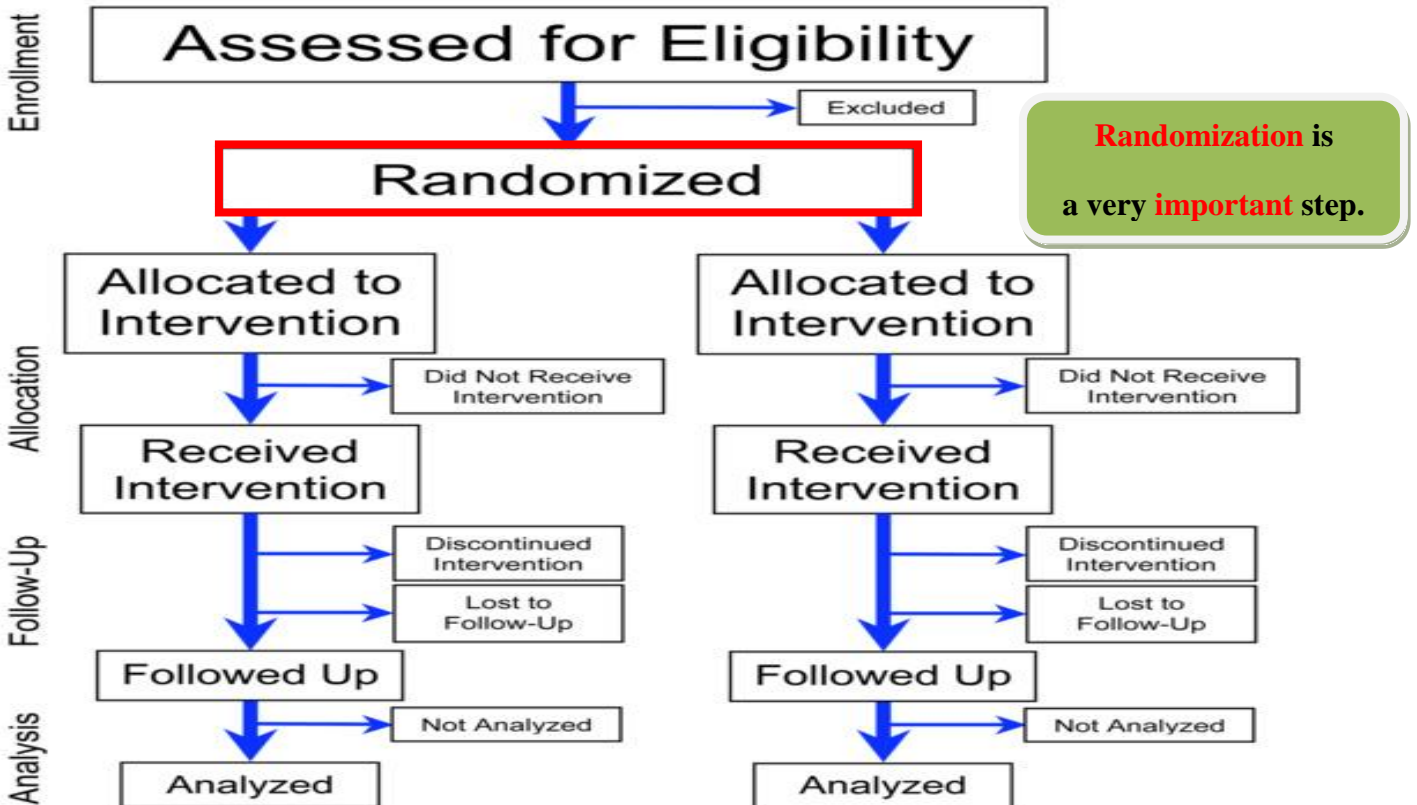 Enrollment
Assessed for Eligibility
Excluded
Randomized
Randomization is
a very important step.
Allocation
Allocated to
Intervention
Did Not Receive
Intervention
Received
Intervention
Allocated to
Intervention
Did Not Receive
Intervention
Received
Intervention
Follow-Up
Discontinued
Intervention
Lost to
Follow-Up
Followed Up
Discontinued
Intervention
Lost to
Follow-Up
Followed Up
Analysis
Not Analyzed
Analyzed
Not Analyzed
Analyzed